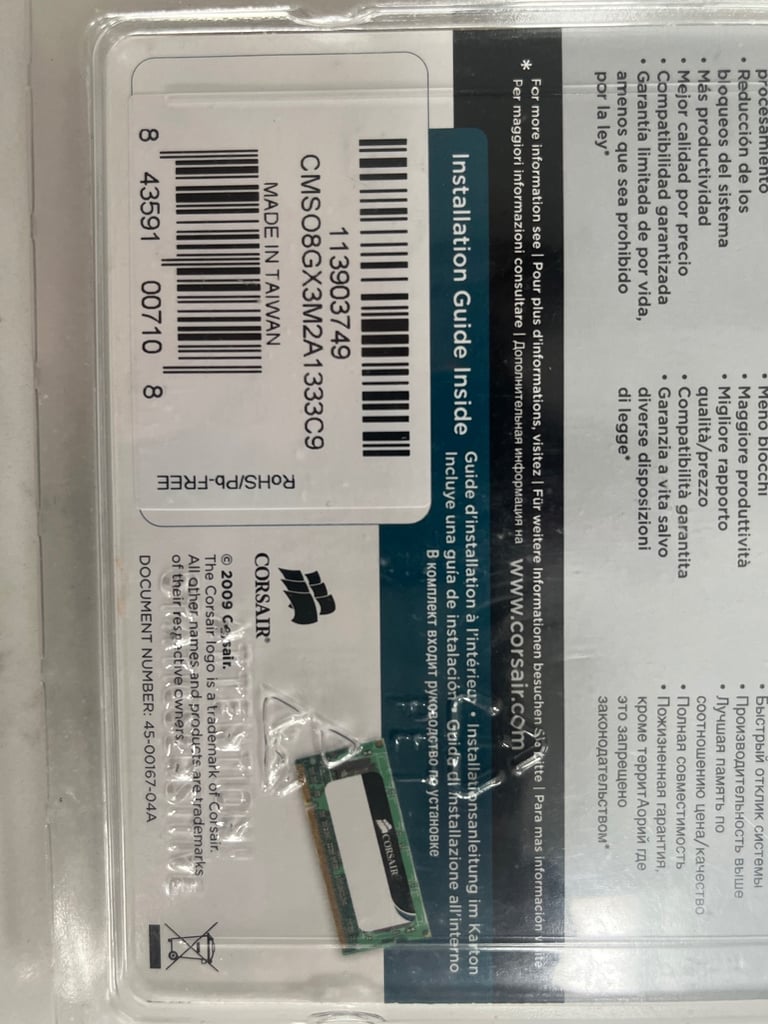 procesamiento
• Reducción de los
bloqueos del sistema
• Más productividad
• Mejor calidad por precio
• Compatibilidad garantizada
• Garantía limitada de por vida,
amenos que sea prohibido
por la ley*
• Meno blocchi
• Maggiore produttività
• Migliore rapporto
qualità/prezzo
• Compatibilità garantita
• Garanzia a vita salvo
diverse disposizioni
di legge*
• Быстрый отклик системы
• Производительность выше
• Лучшая память по
соотношению цена/качество
• Полная совместимость
• Пожизненная гарантия,
кроме территАорий где
это запрещено
законодательством*
* For more information see | Pour plus d'informations, visitez | Für weitere Informationen besuchen Sie bitte | Para mas información visite
Per maggiori informazioni consultare | Дополнительная информация на www.corsair.com
Installation Guide Inside
Guide d'installation à l'intérieur • Installationsanleitung im Karton
Incluye una guía de instalación • Guida di installazione all'interno
В комплект входит руководство по установке
113903749
CMSO8GX3M2A1333C9
MADE IN TAIWAN
8 43591 00710 8
RoHS/Pb-FREE
CORSAIR
CORSAIR®
© 2009 Corsair.
The Corsair logo is a trademark of Corsair.
All other names and products are trademarks
of their respective owners.
DOCUMENT NUMBER: 45-00167-04A